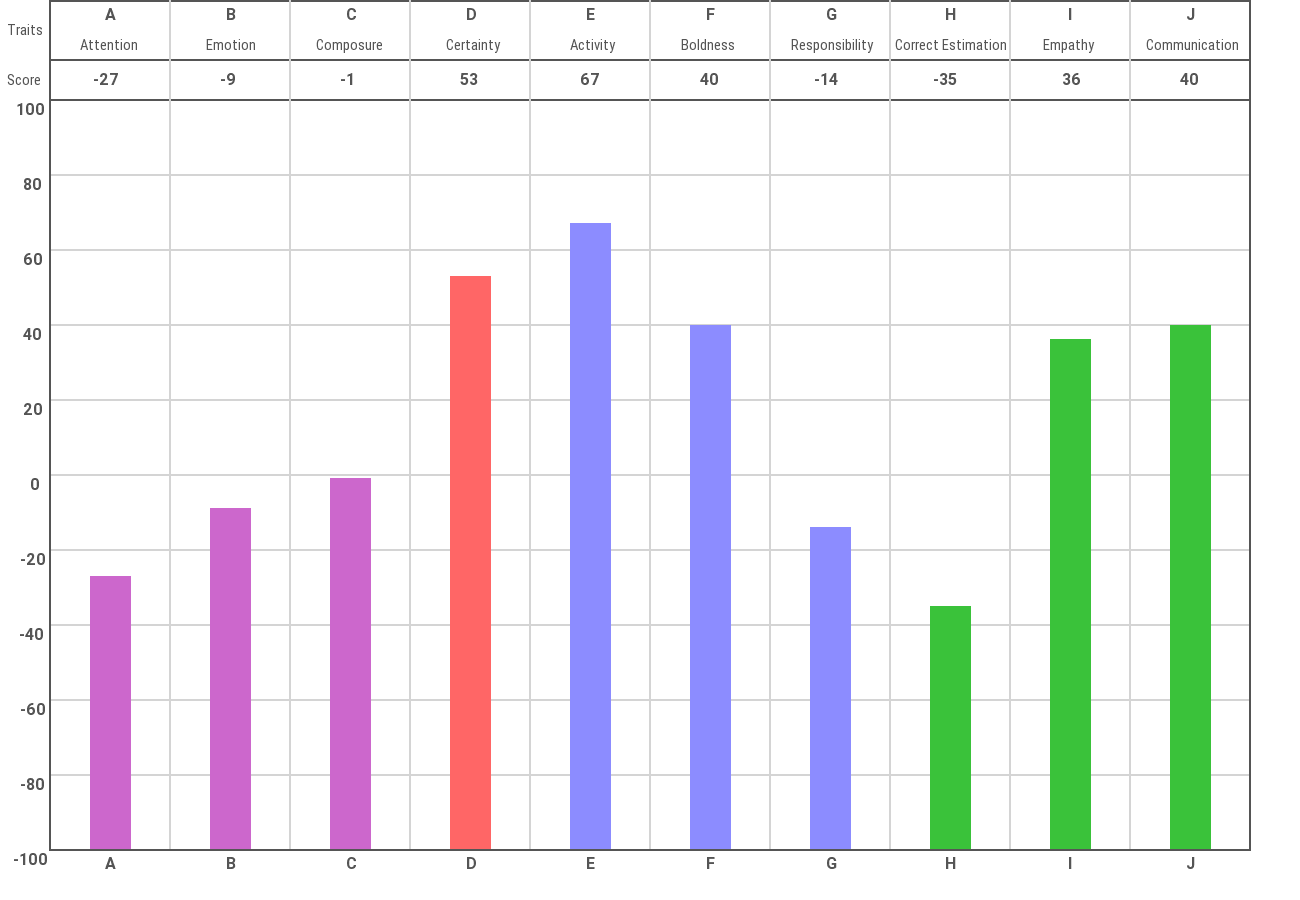 Traits A B C D E F G H I J
Attention Emotion Composure Certainty Activity Boldness Responsibility Correct Estimation Empathy Communication
Score -27 -9 -1 53 67 40 -14 -35 36 40
100
80
60
40
20
0
-20
-40
-60
-80
-100
A B C D E F G H I J